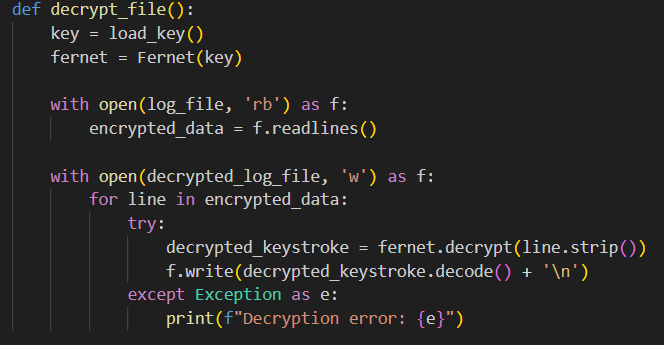 def decrypt_file():
    key = load_key()
    fernet = Fernet(key)

    with open(log_file, 'rb') as f:
        encrypted_data = f.readlines()

    with open(decrypted_log_file, 'w') as f:
        for line in encrypted_data:
            try:
                decrypted_keystroke = fernet.decrypt(line.strip())
                f.write(decrypted_keystroke.decode() + '\n')
            except Exception as e:
                print(f"Decryption error: {e}")